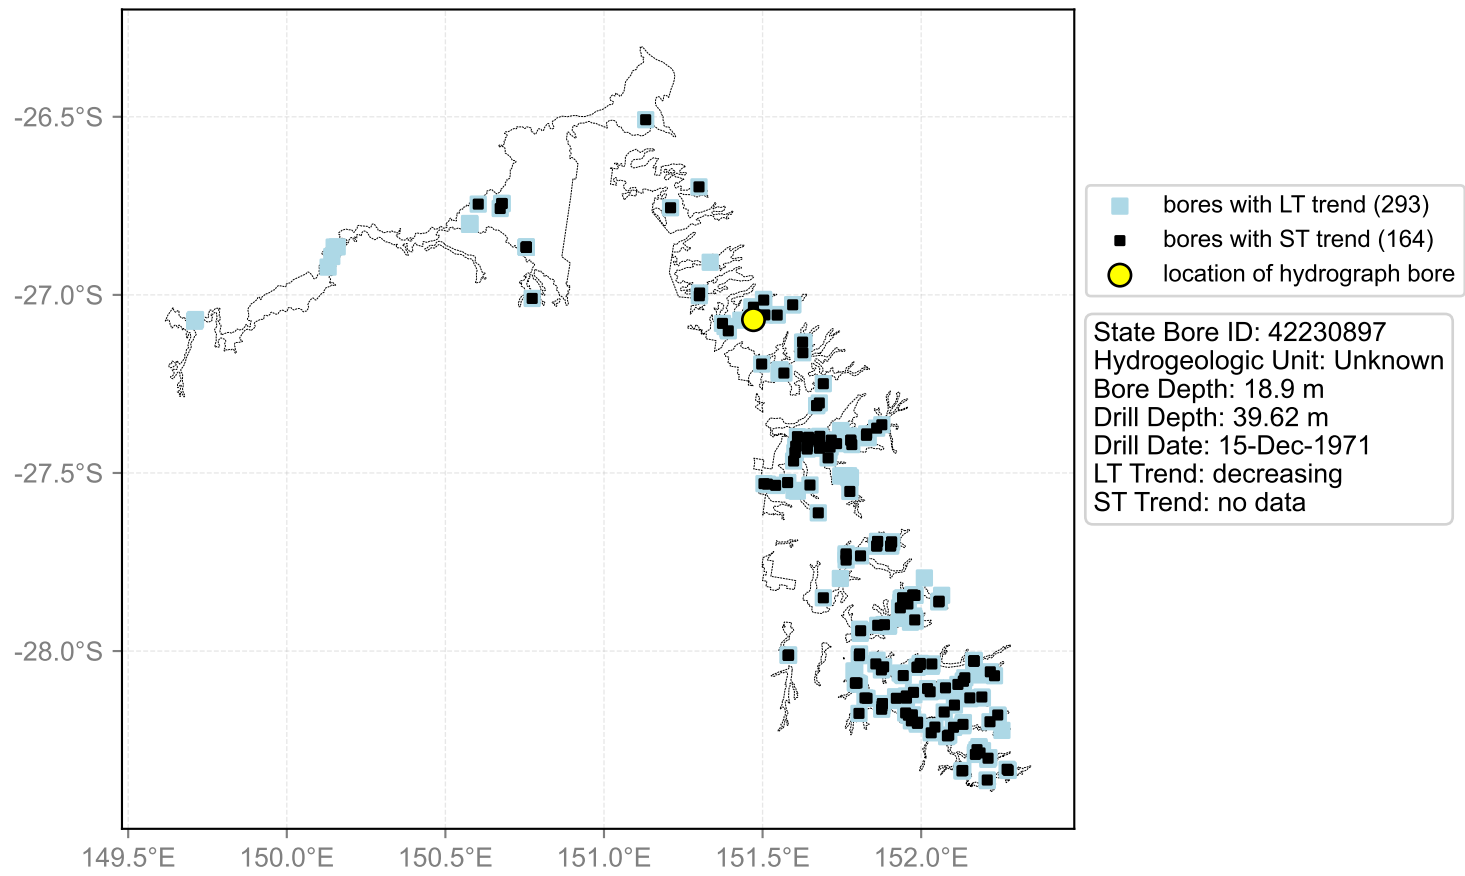 -26.5°S
-27.0°S
-27.5°S
-28.0°S
149.5°E
150.0°E
150.5°E
151.0°E
151.5°E
152.0°E
bores with LT trend (293)
bores with ST trend (164)
location of hydrograph bore
State Bore ID: 42230897
Hydrogeologic Unit: Unknown
Bore Depth: 18.9 m
Drill Depth: 39.62 m
Drill Date: 15-Dec-1971
LT Trend: decreasing
ST Trend: no data